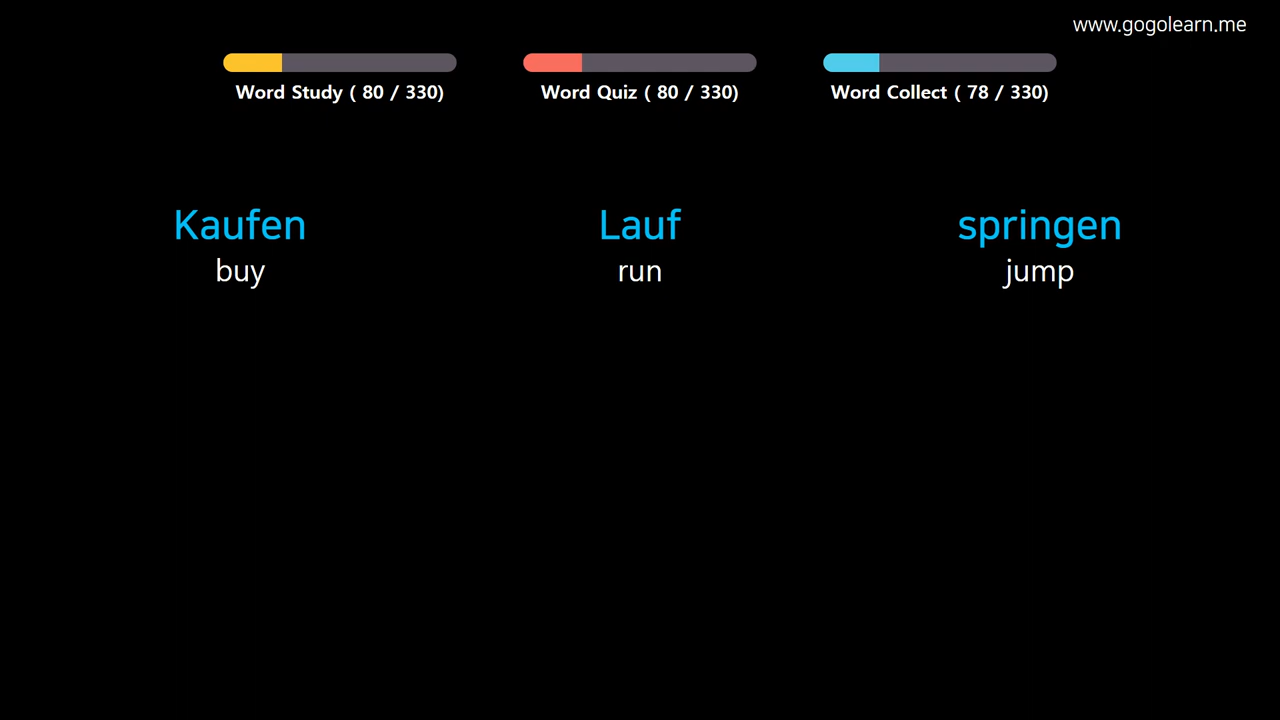 www.gogolearn.me
Word Study ( 80 / 330)
Word Quiz ( 80 / 330)
Word Collect ( 78 / 330)
Kaufen
buy
Lauf
run
springen
jump